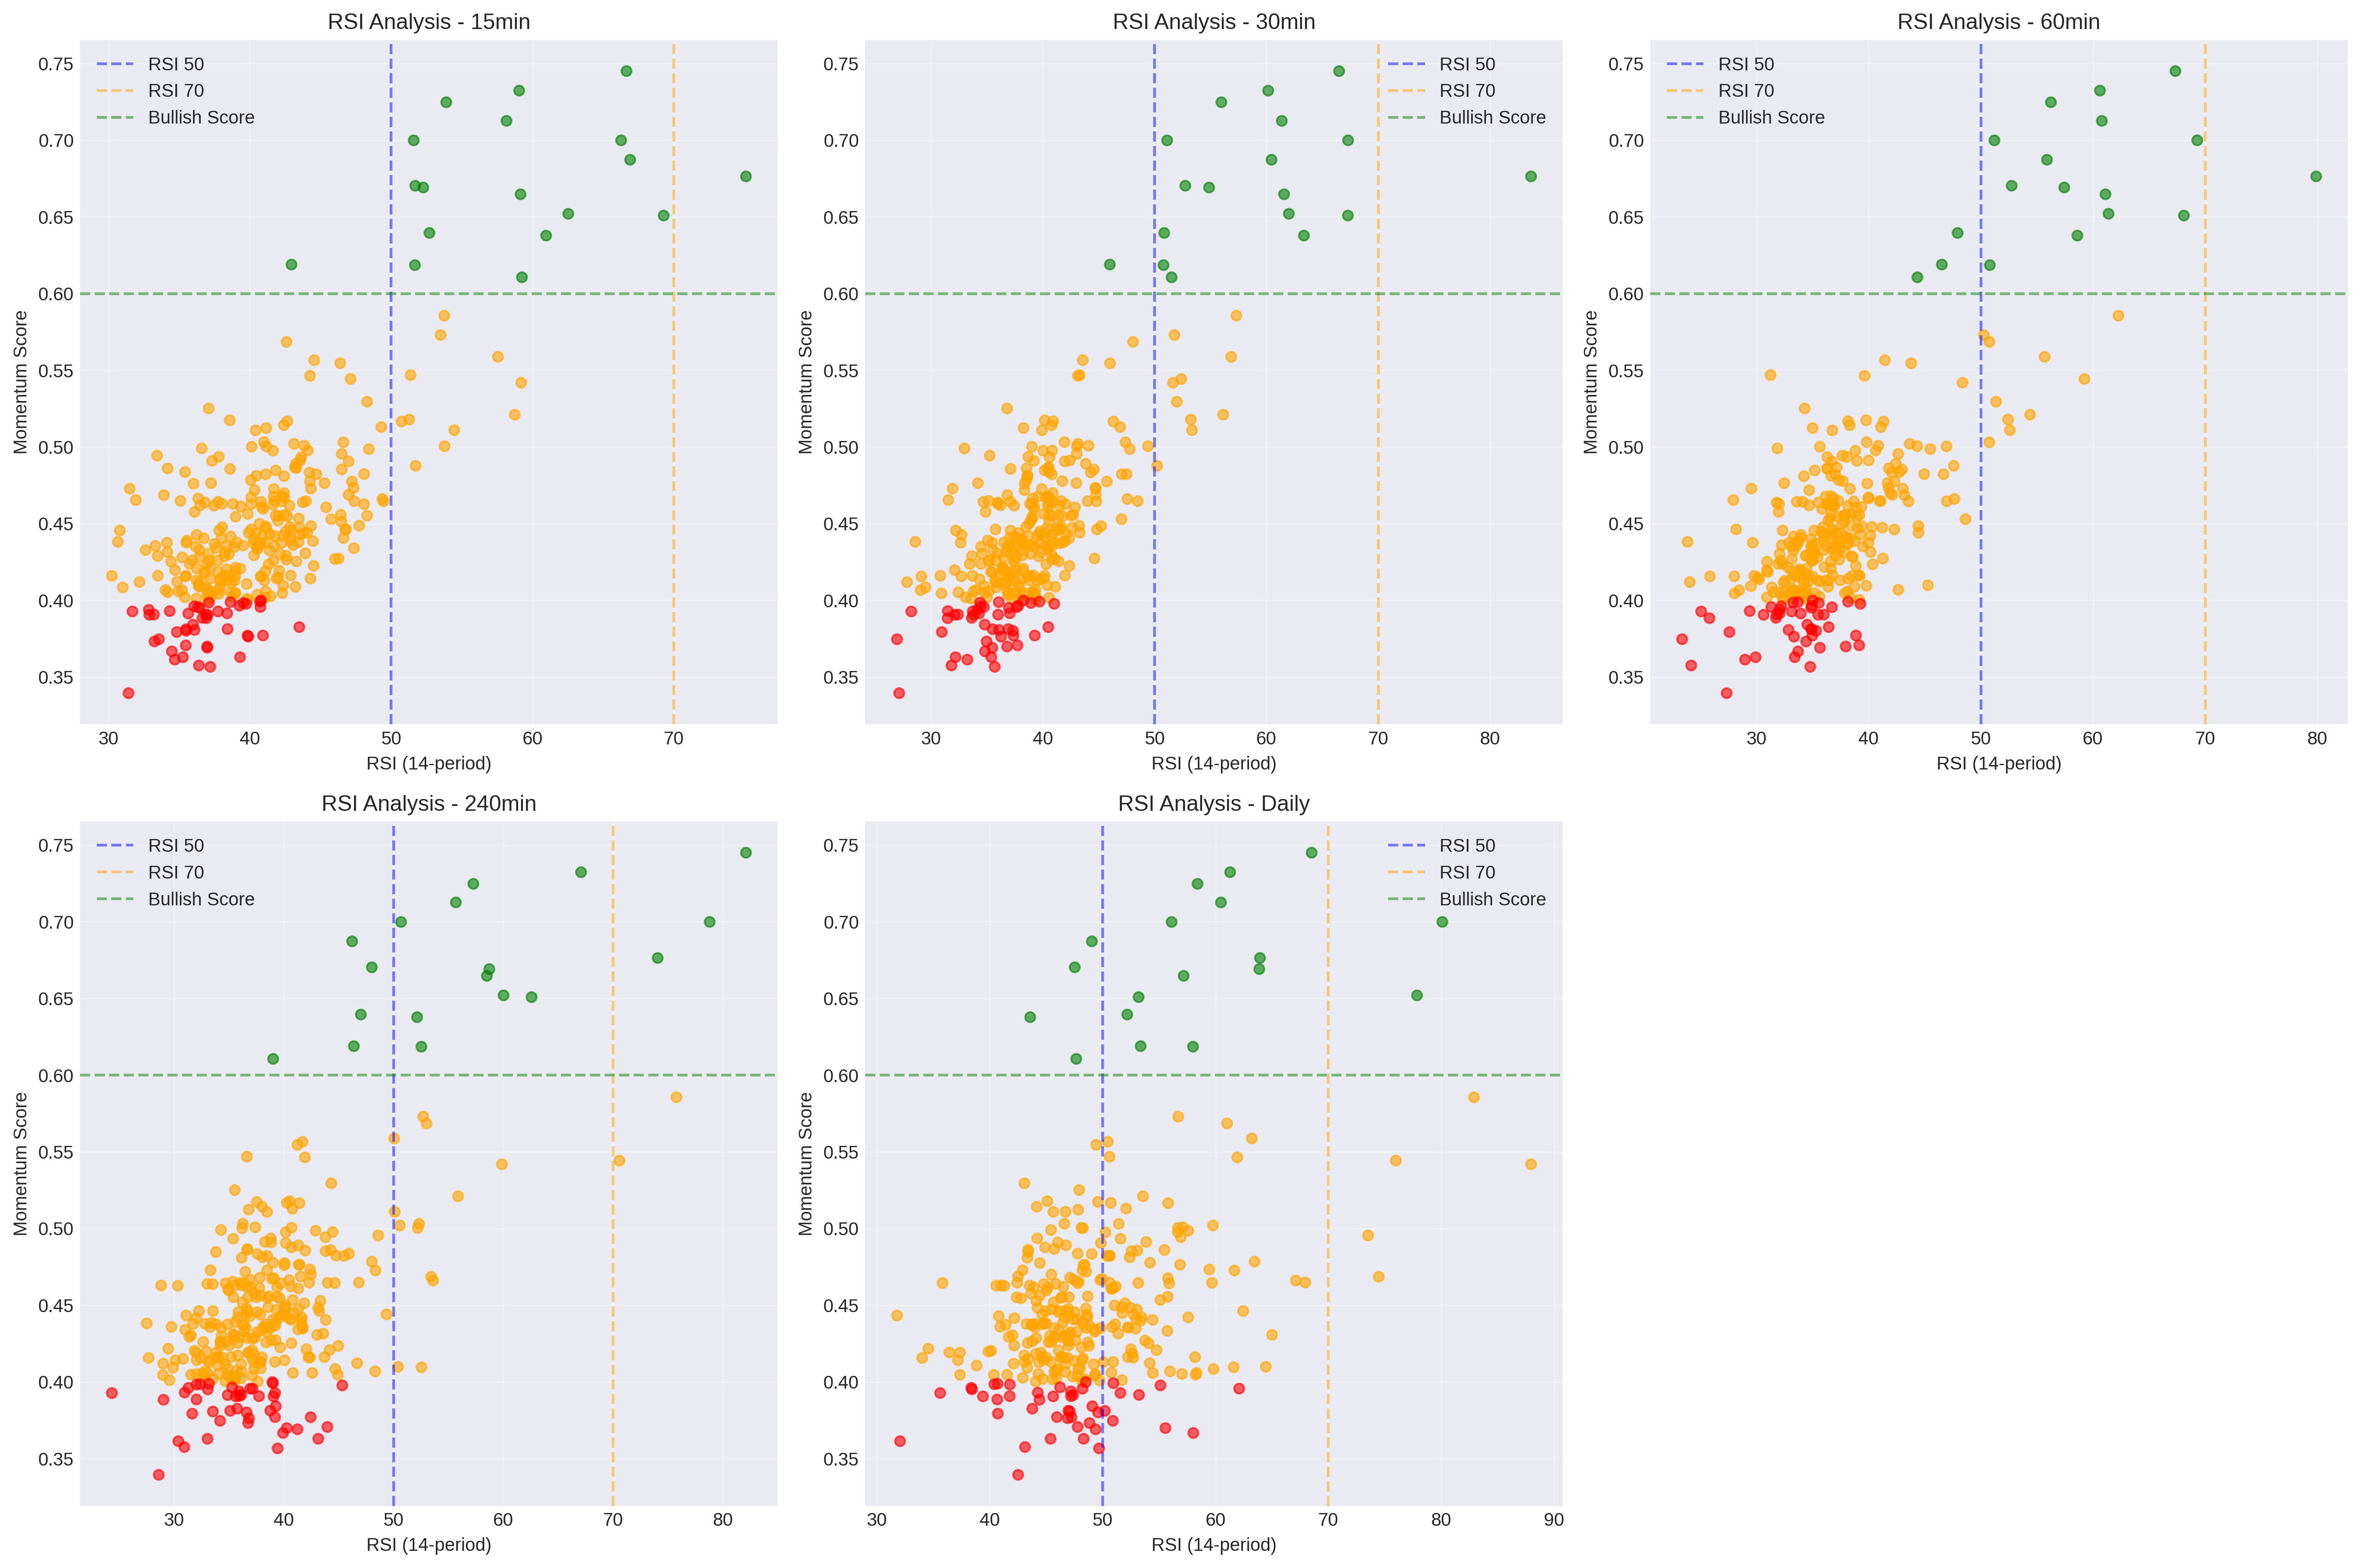 RSI Analysis - 15min
RSI 50
RSI 70
Bullish Score
0.75
0.70
0.65
0.60
0.55
0.50
0.45
0.40
0.35
Momentum Score
30 40 50 60 70
RSI (14-period)
RSI Analysis - 30min
RSI 50
RSI 70
Bullish Score
0.75
0.70
0.65
0.60
0.55
0.50
0.45
0.40
0.35
Momentum Score
30 40 50 60 70 80
RSI (14-period)
RSI Analysis - 60min
RSI 50
RSI 70
Bullish Score
0.75
0.70
0.65
0.60
0.55
0.50
0.45
0.40
0.35
Momentum Score
30 40 50 60 70 80
RSI (14-period)
RSI Analysis - 240min
RSI 50
RSI 70
Bullish Score
0.75
0.70
0.65
0.60
0.55
0.50
0.45
0.40
0.35
Momentum Score
30 40 50 60 70 80
RSI (14-period)
RSI Analysis - Daily
RSI 50
RSI 70
Bullish Score
0.75
0.70
0.65
0.60
0.55
0.50
0.45
0.40
0.35
Momentum Score
30 40 50 60 70 80 90
RSI (14-period)